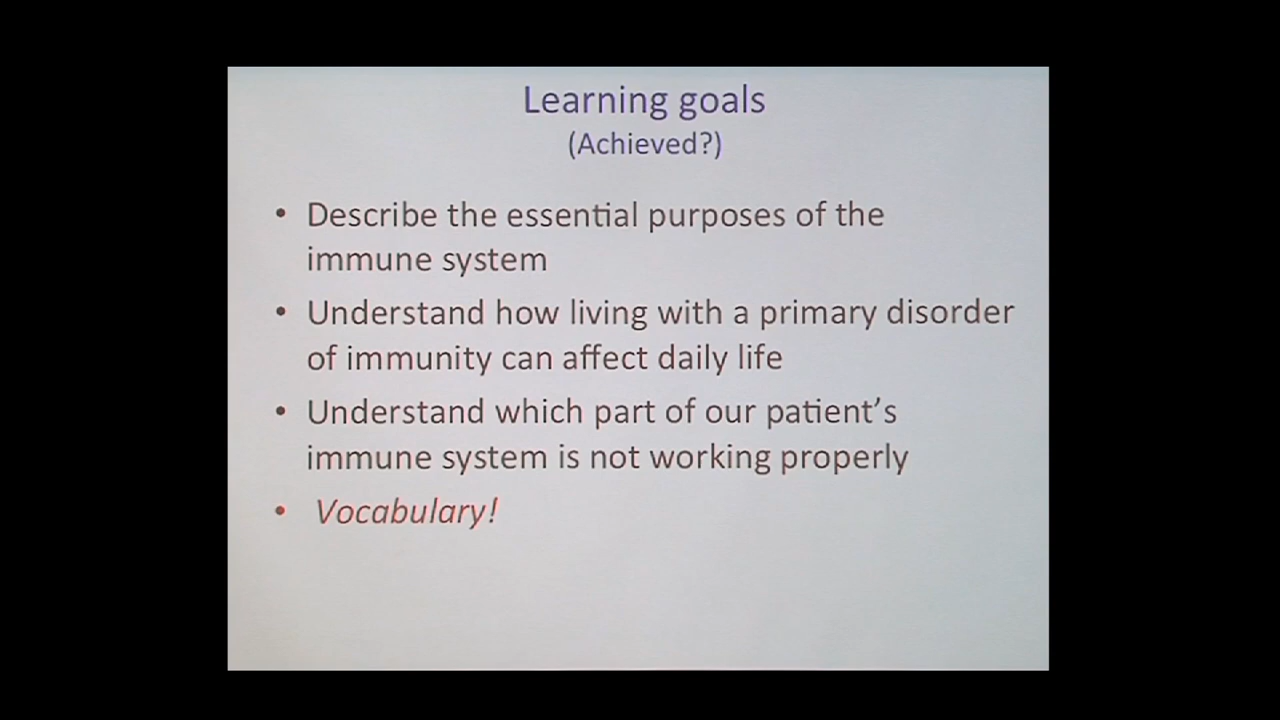 Learning goals
(Achieved?)
• Describe the essential purposes of the
immune system
• Understand how living with a primary disorder
of immunity can affect daily life
• Understand which part of our patient’s
immune system is not working properly
• Vocabulary!